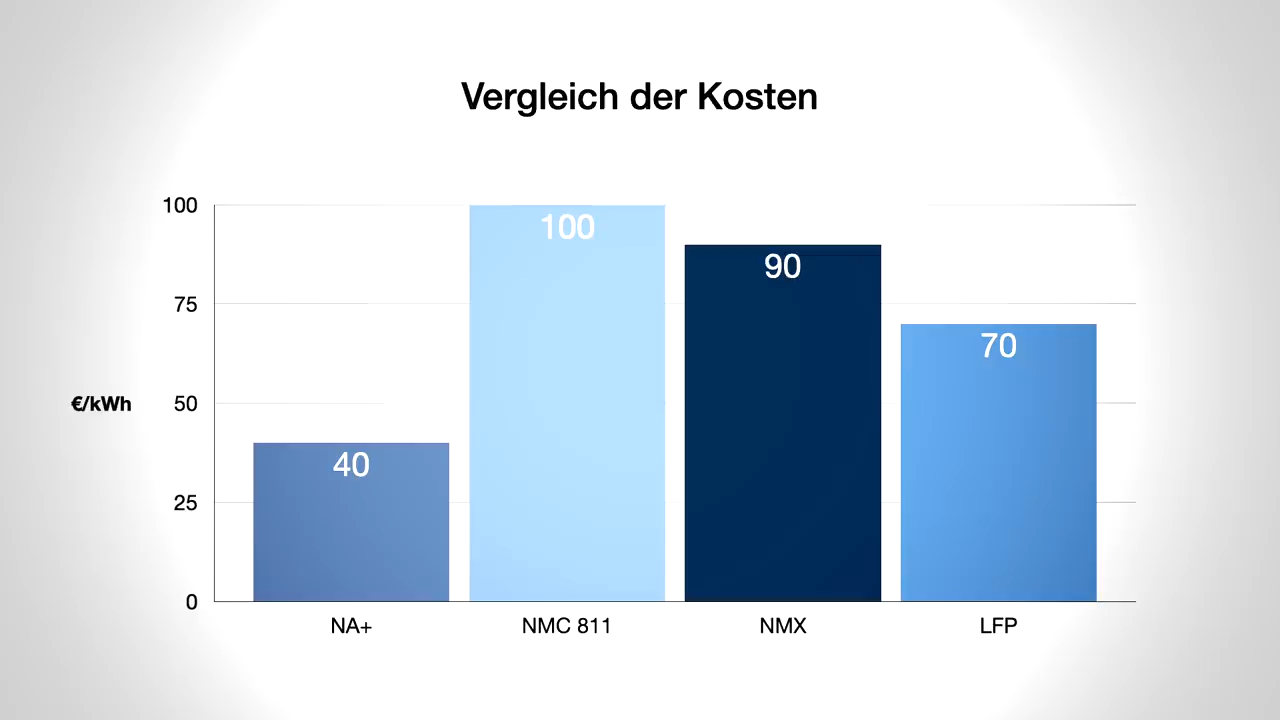 Vergleich der Kosten
100
75
€/kWh 50
25
0
40
100
90
70
NA+ NMC 811 NMX LFP